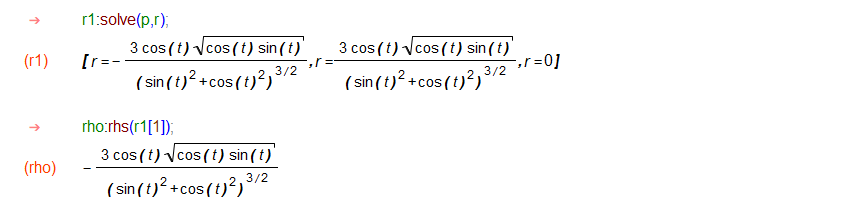 → r1:solve(p,r);
(r1) [r=-3 cos(t)√cos(t) sin(t)/(sin(t)²+cos(t)²)^3/2,r=3 cos(t)√cos(t) sin(t)/(sin(t)²+cos(t)²)^3/2,r=0]
→ rho:rhs(r1[1]);
(rho) -3 cos(t)√cos(t) sin(t)/(sin(t)²+cos(t)²)^3/2